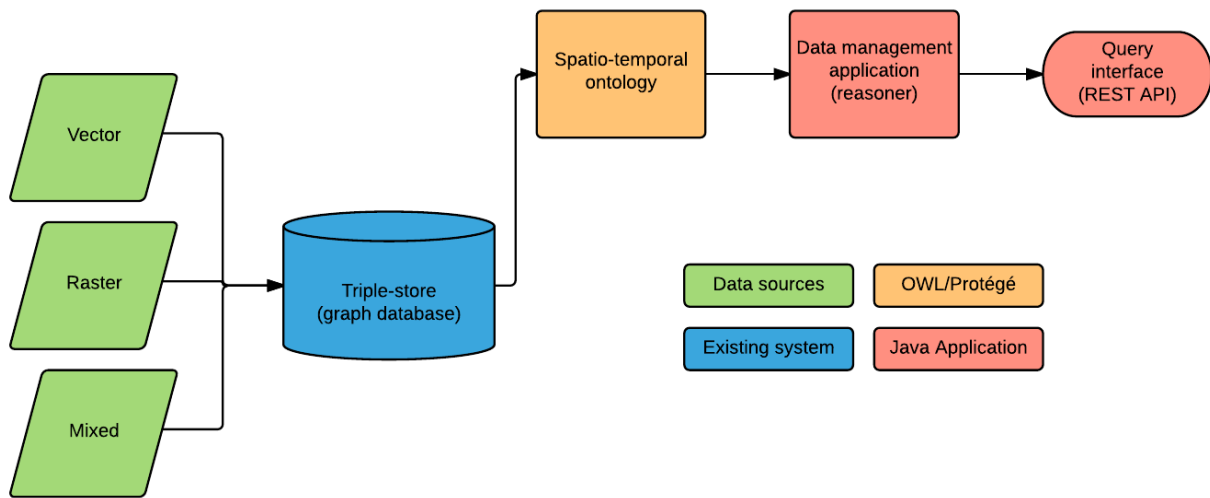 Vector
Raster
Mixed
Triple-store
(graph database)
Spatio-temporal
ontology
Data management
application
(reasoner)
Query
interface
(REST API)
Data sources
OWL/Protégé
Existing system
Java Application